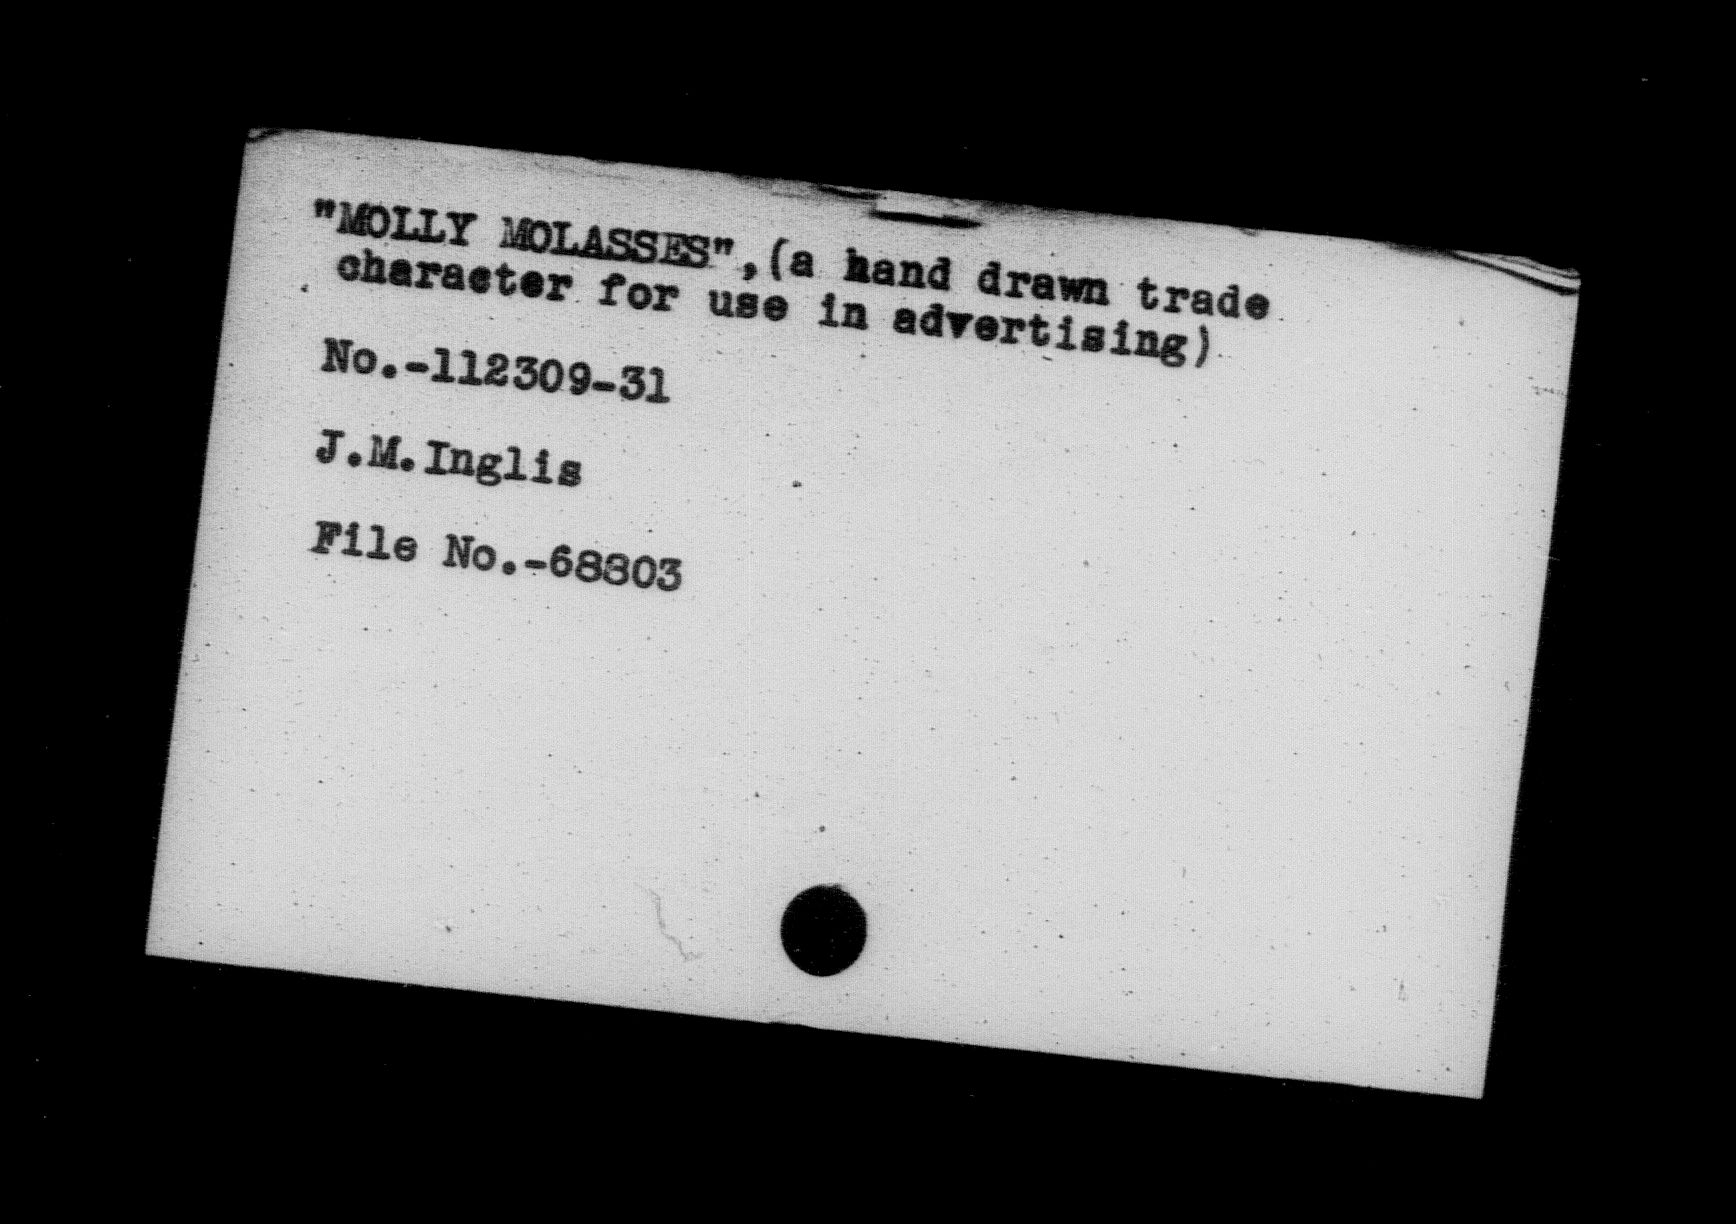 "MOLLY MOLASSES",(a hand drawn trade
character for use in advertising)
No.-112309-31
J.M.Inglis
File No.-68803